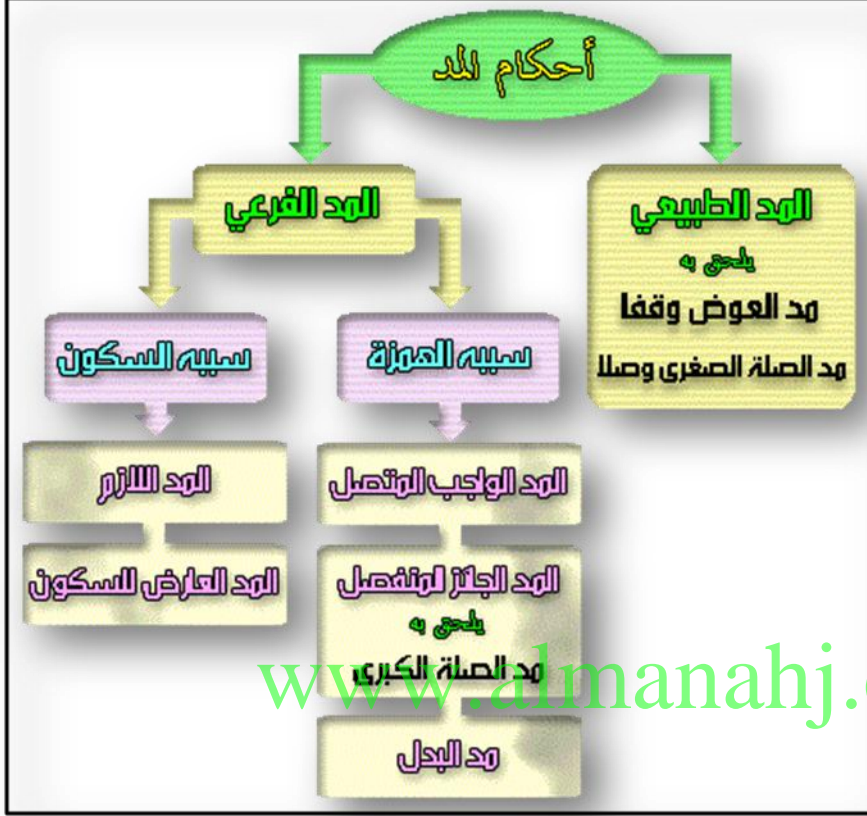 أحكام المد
المد الطبيعي
يلحق به
مد العوض وقفا
مد الصلة الصغرى وصلا
المد الفرعي
سببه الهمزة
المد الواجب المتصل
المد الجائز المنفصل
يلحق به
مد الصلة الكبرى
مد البدل
سببه السكون
المد اللازم
المد العارض للسكون
www.almanahj.